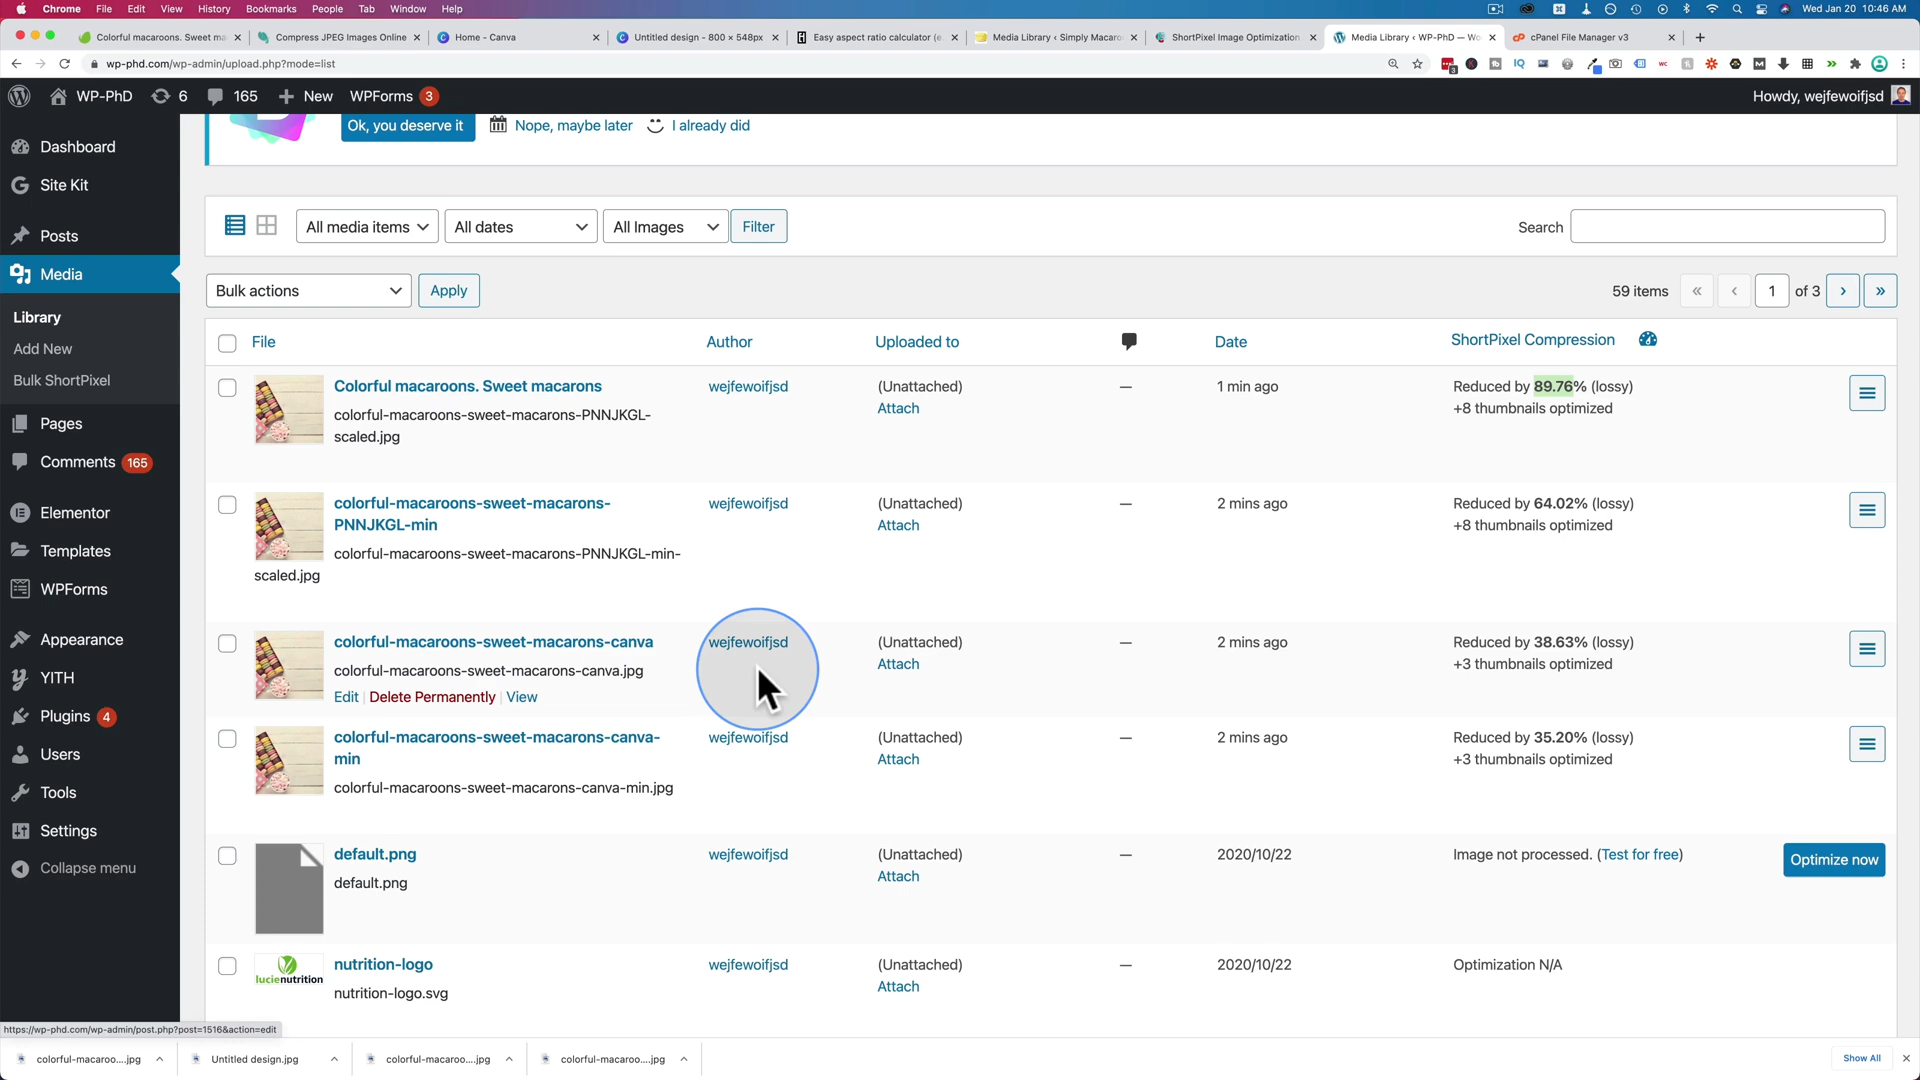 Chrome File Edit View History Bookmarks People Tab Window Help Wed Jan 20 10:46 AM
Colorful macaroons. Sweet ma Compress JPEG Images Online Home - Canva Untitled design - 800 × 548px Easy aspect ratio calculator (e. Media Library ‹ Simply Macaro ShortPixel Image Optimization Media Library ‹ WP-PhD — Wo cPanel File Manager v3
wp-phd.com/wp-admin/upload.php?mode=list
WP-PhD 6 165 New WPForms 3 Howdy, wejfewoifjsd
Ok, you deserve it Nope, maybe later I already did
Dashboard
Site Kit
Posts
Media
Library
Add New
Bulk ShortPixel
Pages
Comments 165
Elementor
Templates
WPForms
Appearance
YITH
Plugins 4
Users
Tools
Settings
Collapse menu
All media items All dates All Images Filter Search
Bulk actions Apply 59 items « ‹ 1 of 3 › »
File Author Uploaded to Date ShortPixel Compression
Colorful macaroons. Sweet macarons wejfewoifjsd (Unattached) — 1 min ago Reduced by 89.76% (lossy)
Attach +8 thumbnails optimized
colorful-macaroons-sweet-macarons-PNNJKGL-
scaled.jpg
colorful-macaroons-sweet-macarons- wejfewoifjsd (Unattached) — 2 mins ago Reduced by 64.02% (lossy)
PNNJKGL-min Attach +8 thumbnails optimized
colorful-macaroons-sweet-macarons-PNNJKGL-min-
scaled.jpg
colorful-macaroons-sweet-macarons-canva wejfewoifjsd (Unattached) — 2 mins ago Reduced by 38.63% (lossy)
colorful-macaroons-sweet-macarons-canva.jpg Attach +3 thumbnails optimized
Edit | Delete Permanently | View
colorful-macaroons-sweet-macarons-canva- wejfewoifjsd (Unattached) — 2 mins ago Reduced by 35.20% (lossy)
min Attach +3 thumbnails optimized
colorful-macaroons-sweet-macarons-canva-min.jpg
default.png wejfewoifjsd (Unattached) — 2020/10/22 Image not processed. (Test for free) Optimize now
default.png Attach
nutrition-logo wejfewoifjsd (Unattached) — 2020/10/22 Optimization N/A
lucienutrition
nutrition-logo.svg Attach
https://wp-phd.com/wp-admin/post.php?post=1516&action=edit
colorful-macaroo....jpg Untitled design.jpg colorful-macaroo....jpg colorful-macaroo....jpg Show All